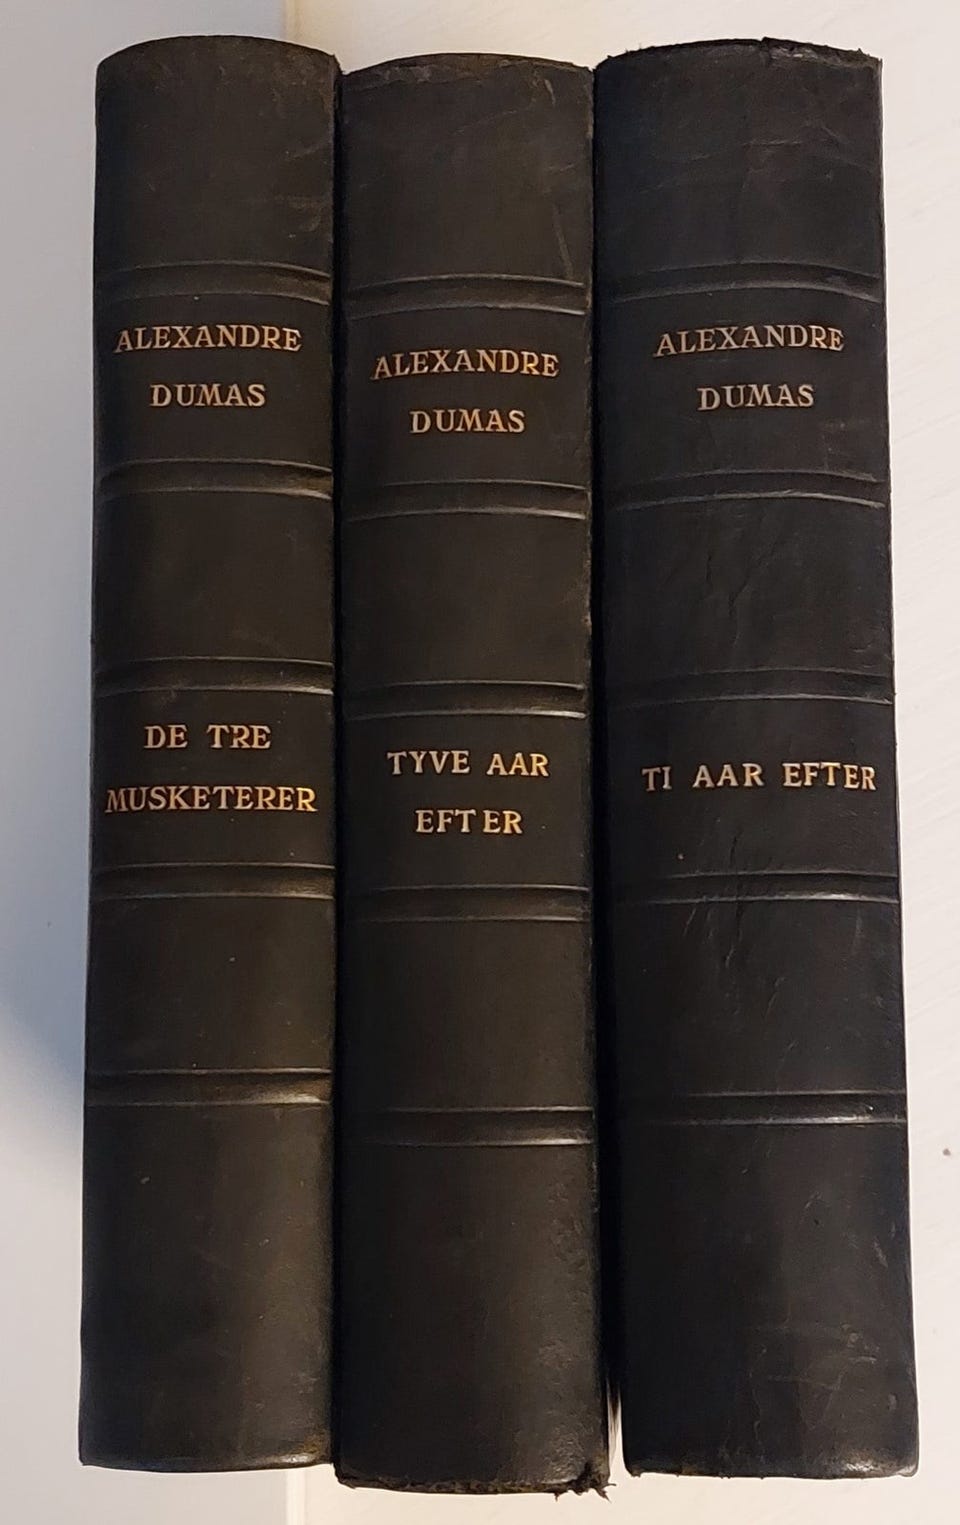 ALEXANDRE
DUMAS
DE TRE
MUSKETERER
ALEXANDRE
DUMAS
TYVE AAR
EFTER
ALEXANDRE
DUMAS
TI AAR EFTER